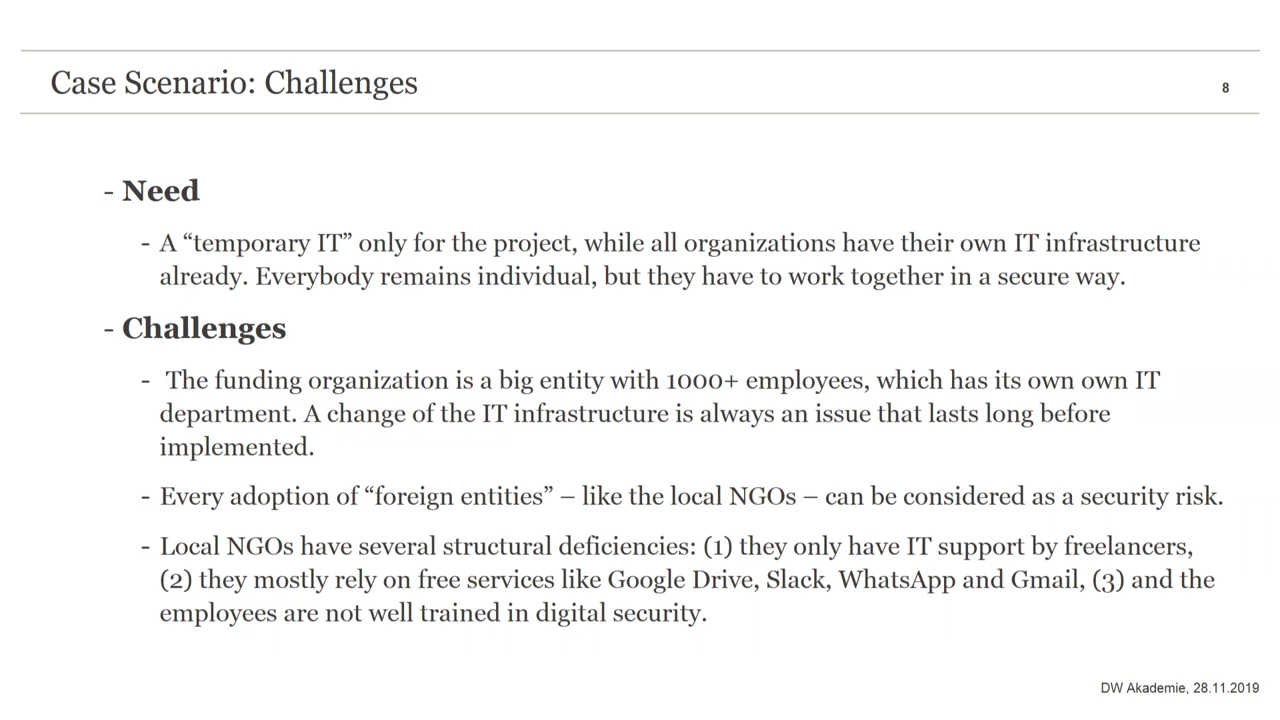 Case Scenario: Challenges
8
- Need
- A “temporary IT” only for the project, while all organizations have their own IT infrastructure
already. Everybody remains individual, but they have to work together in a secure way.
- Challenges
- The funding organization is a big entity with 1000+ employees, which has its own own IT
department. A change of the IT infrastructure is always an issue that lasts long before
implemented.
- Every adoption of “foreign entities” – like the local NGOs – can be considered as a security risk.
- Local NGOs have several structural deficiencies: (1) they only have IT support by freelancers,
(2) they mostly rely on free services like Google Drive, Slack, WhatsApp and Gmail, (3) and the
employees are not well trained in digital security.
DW Akademie, 28.11.2019